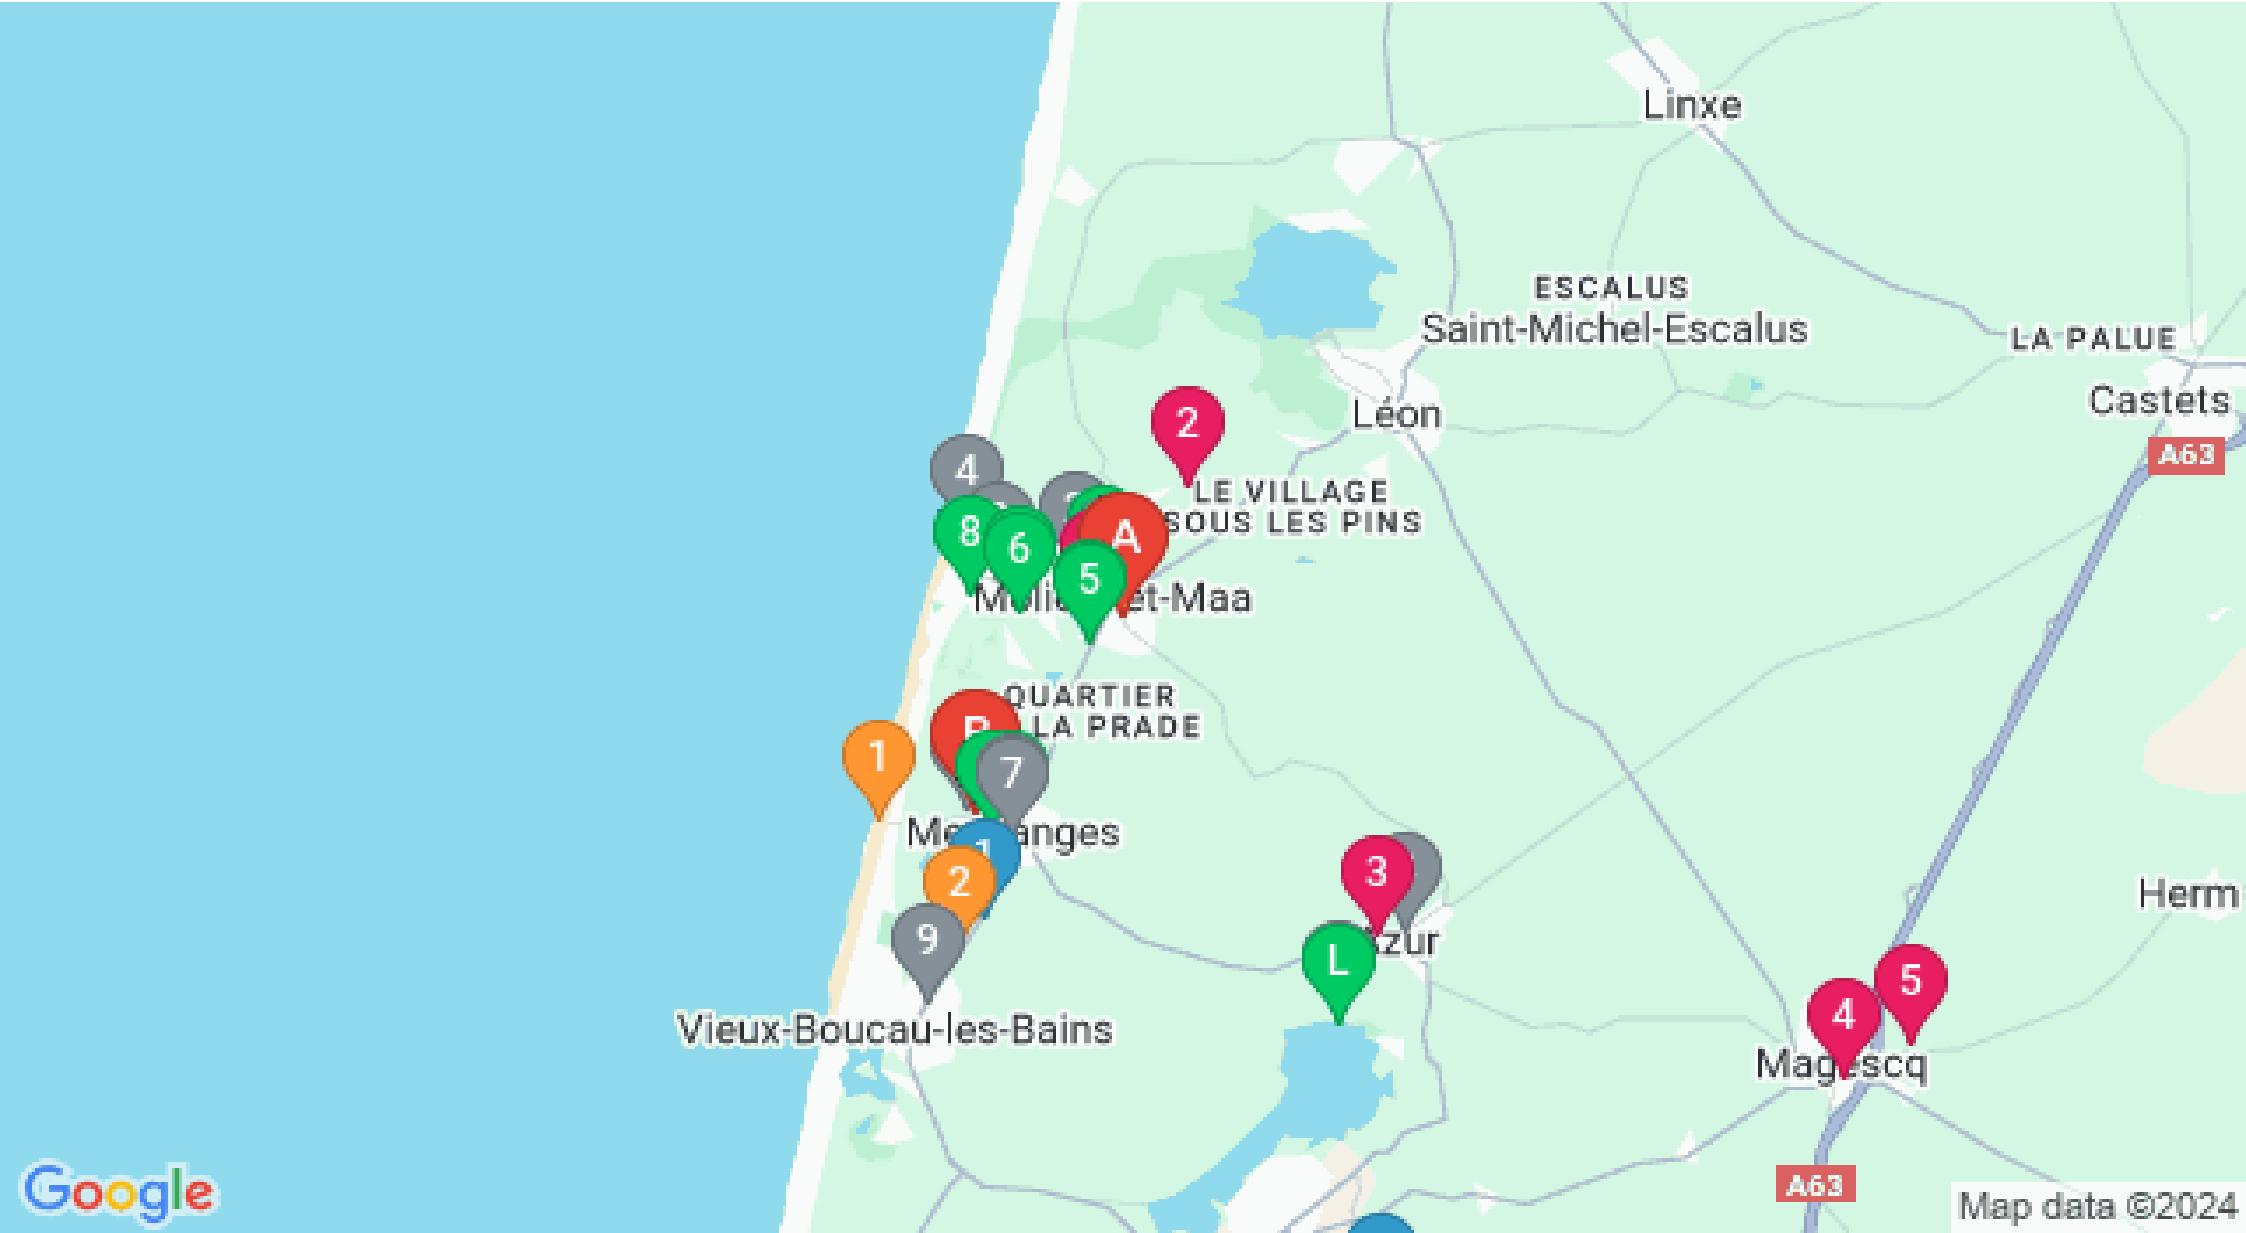 Linxe
ESCALUS
Saint-Michel-Escalus
LA PALUE
Castets
Léon
A63
2
4
LE VILLAGE
SOUS LES PINS
A
8
6
5
et-Maa
QUARTIER
LA PRADE
1
7
1
2
3
9
L
Herm
5
4
Vieux-Boucau-les-Bains
Magescq
A63
Google
Map data ©2024